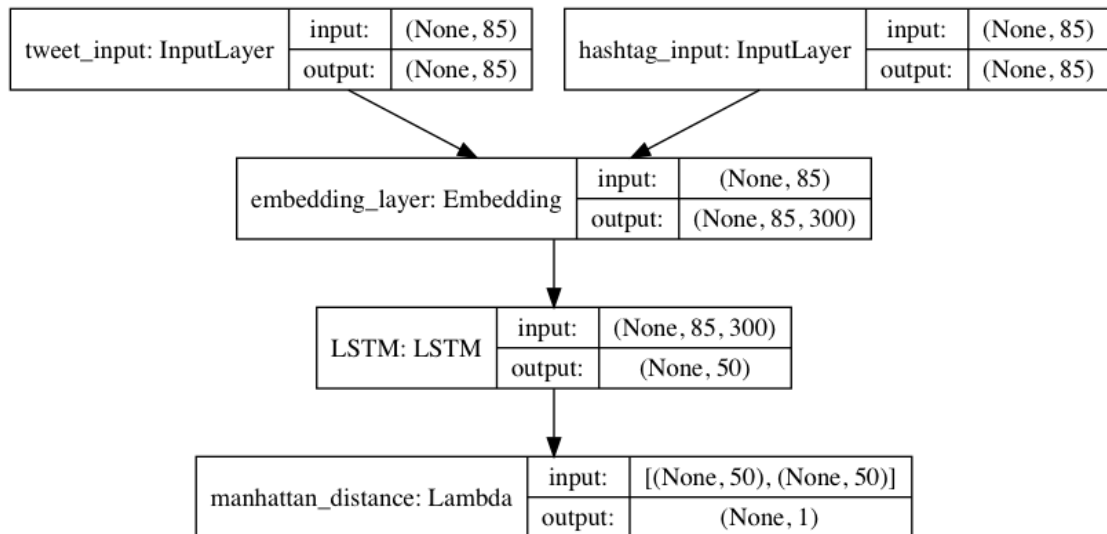 tweet_input: InputLayer
input: (None, 85)
output: (None, 85)
hashtag_input: InputLayer
input: (None, 85)
output: (None, 85)
embedding_layer: Embedding
input: (None, 85)
output: (None, 85, 300)
LSTM: LSTM
input: (None, 85, 300)
output: (None, 50)
manhattan_distance: Lambda
input: [(None, 50), (None, 50)]
output: (None, 1)